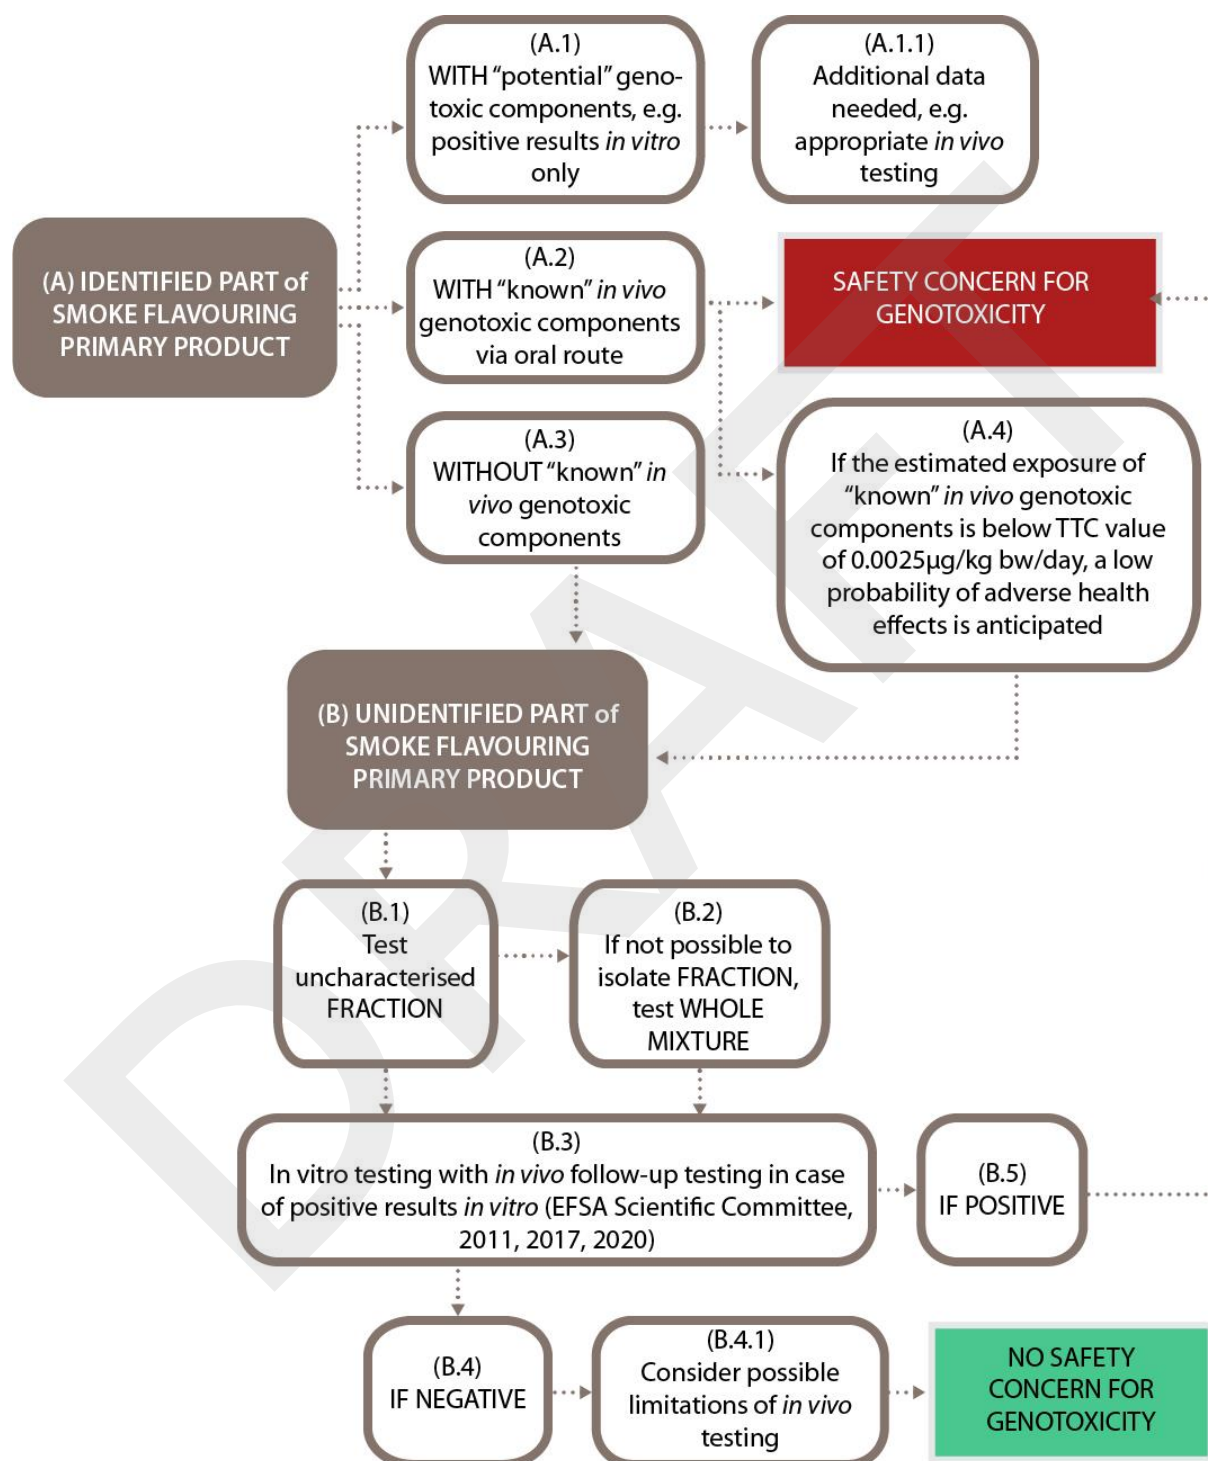 (A.1)
WITH “potential” geno-
toxic components, e.g.
positive results in vitro
only
(A.1.1)
Additional data
needed, e.g.
appropriate in vivo
testing
(A) IDENTIFIED PART of
SMOKE FLAVOURING
PRIMARY PRODUCT
(A.2)
WITH “known” in vivo
genotoxic components
via oral route
SAFETY CONCERN FOR
GENOTOXICITY
(A.3)
WITHOUT “known” in
vivo genotoxic
components
(A.4)
If the estimated exposure of
“known” in vivo genotoxic
components is below TTC value
of 0.0025µg/kg bw/day, a low
probability of adverse health
effects is anticipated
(B) UNIDENTIFIED PART of
SMOKE FLAVOURING
PRIMARY PRODUCT
(B.1)
Test
uncharacterised
FRACTION
(B.2)
If not possible to
isolate FRACTION,
test WHOLE
MIXTURE
(B.3)
In vitro testing with in vivo follow-up testing in case
of positive results in vitro (EFSA Scientific Committee,
2011, 2017, 2020)
(B.5)
IF POSITIVE
(B.4)
IF NEGATIVE
(B.4.1)
Consider possible
limitations of in vivo
testing
NO SAFETY
CONCERN FOR
GENOTOXICITY
DRAFT